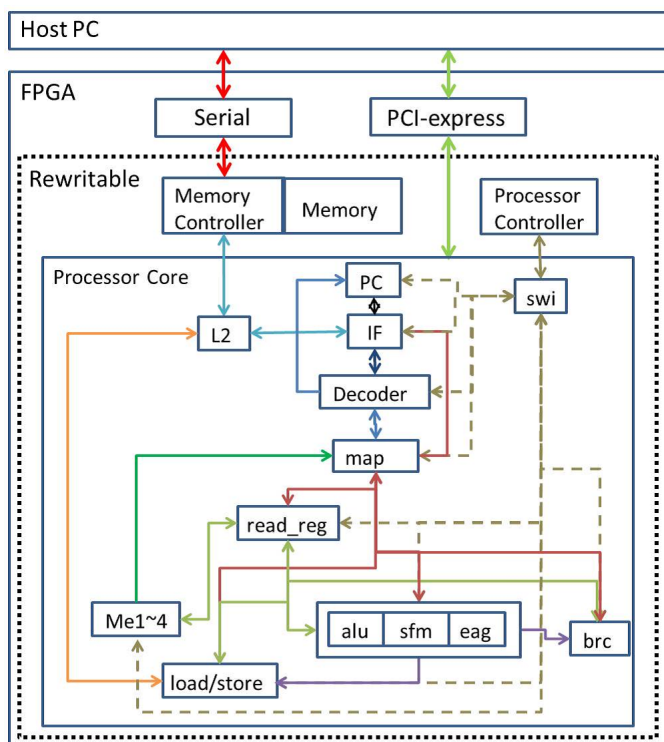 Host PC
FPGA
Serial
PCI-express
Rewritable
Memory
Controller
Memory
Processor
Controller
Processor Core
PC
swi
L2
IF
Decoder
map
read_reg
Me1~4
alu
sfm
eag
brc
load/store